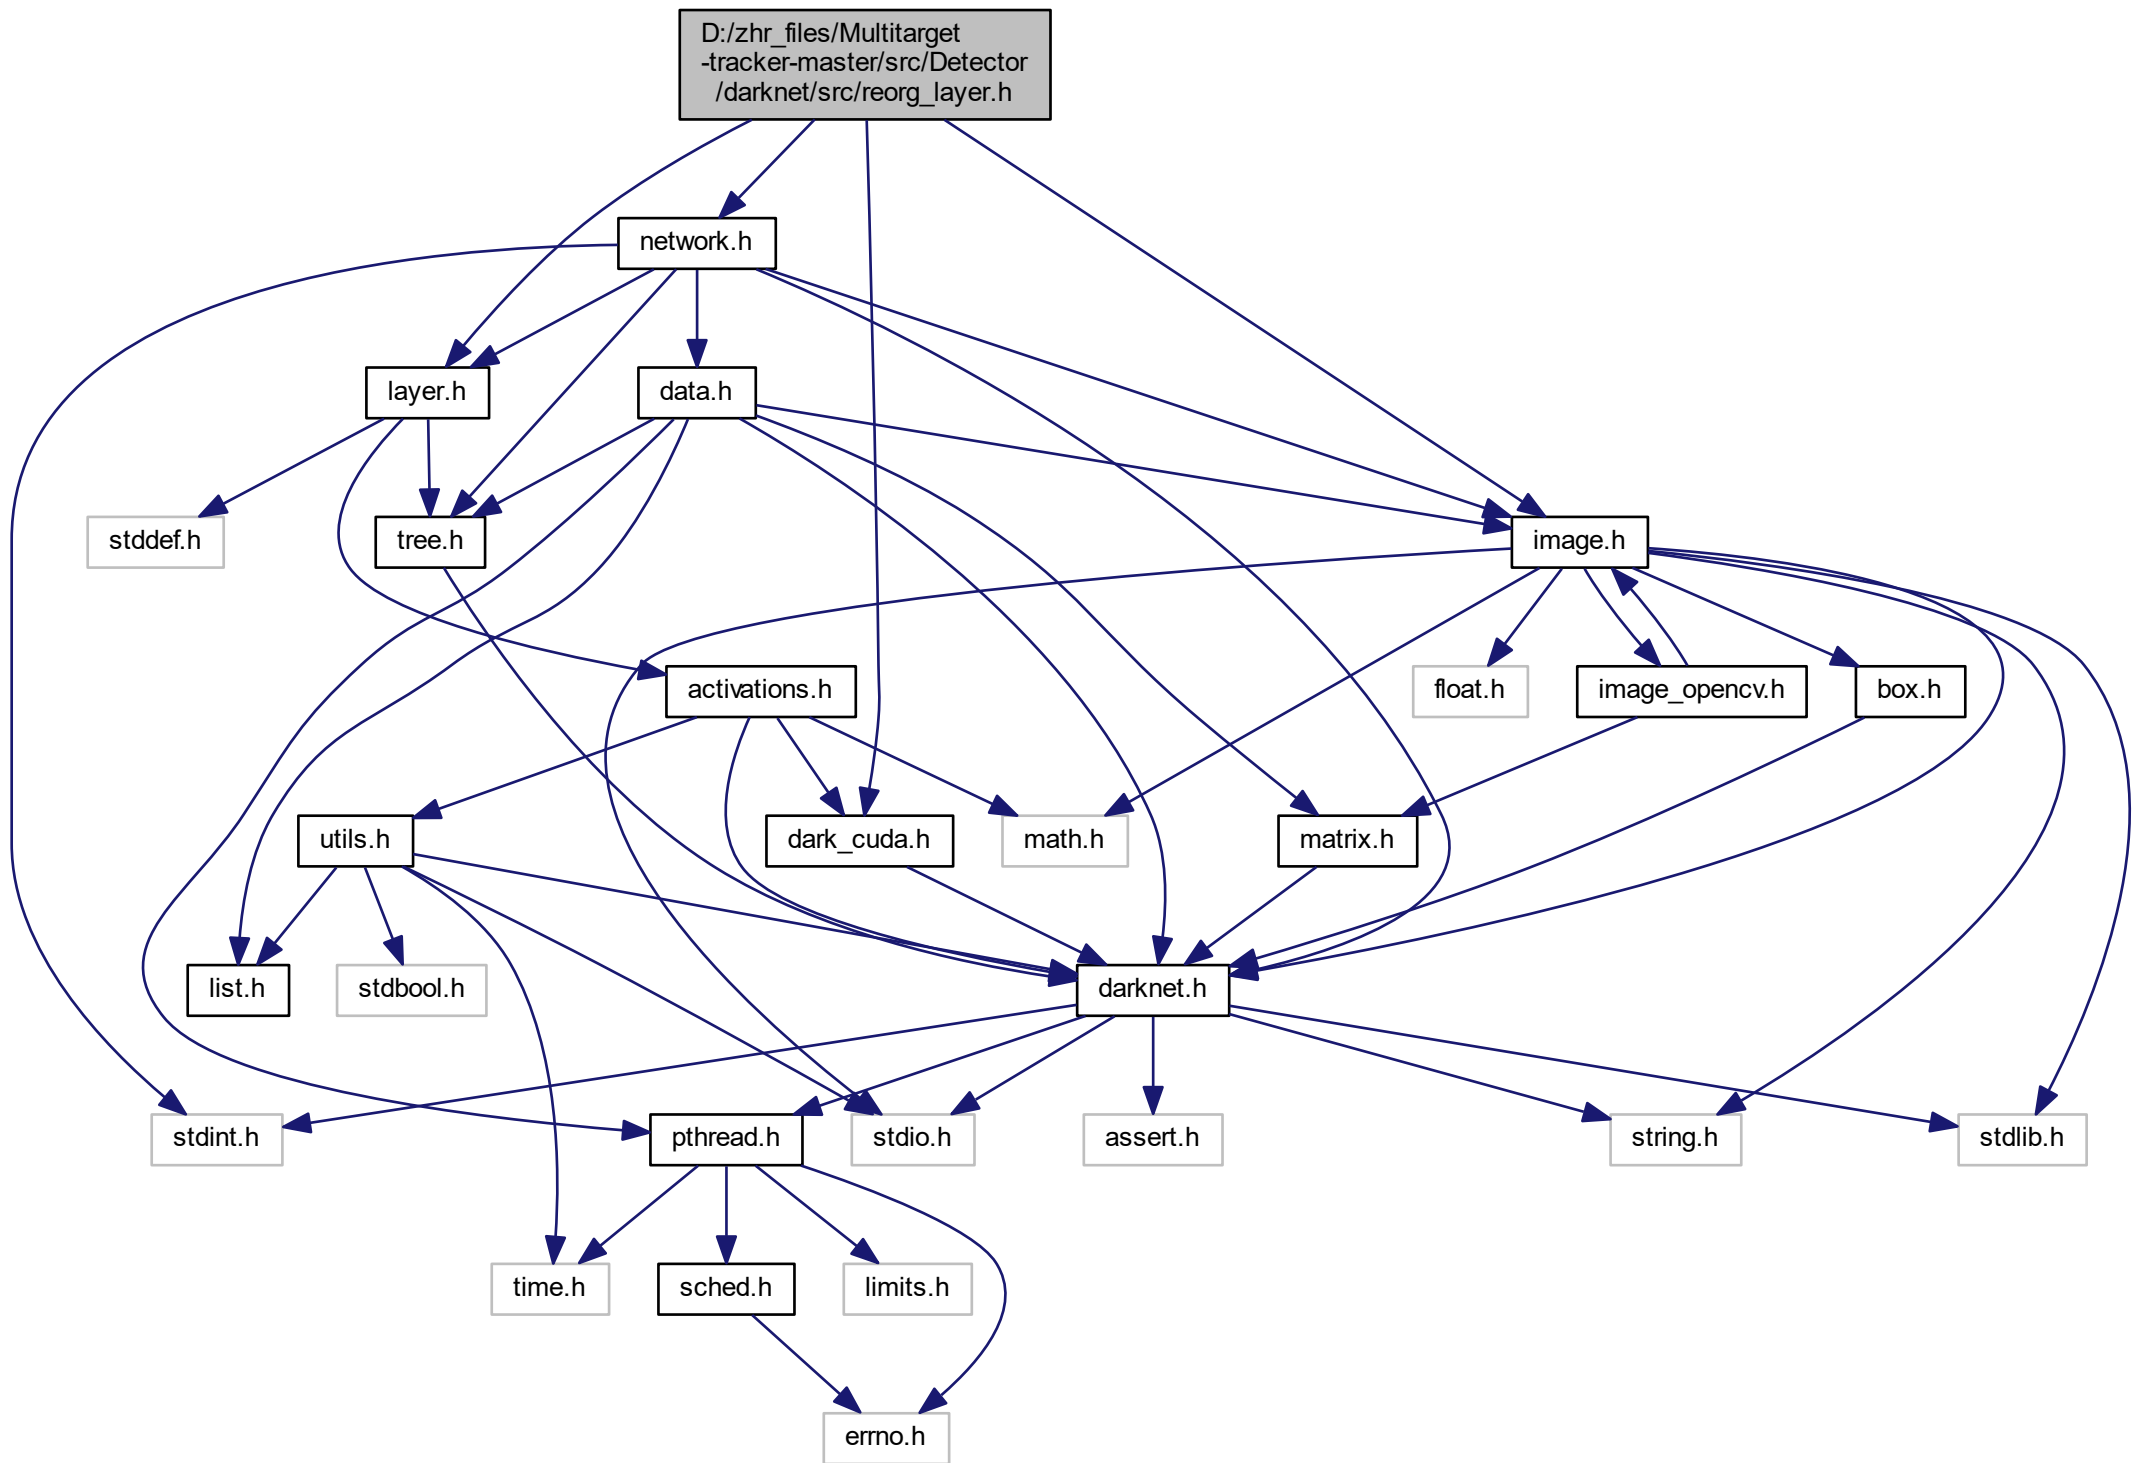 D:/zhr_files/Multitarget
-tracker-master/src/Detector
/darknet/src/reorg_layer.h
network.h
layer.h
data.h
stddef.h
tree.h
image.h
activations.h
float.h
image_opencv.h
box.h
utils.h
dark_cuda.h
math.h
matrix.h
list.h
stdbool.h
darknet.h
stdint.h
pthread.h
stdio.h
assert.h
string.h
stdlib.h
time.h
sched.h
limits.h
errno.h